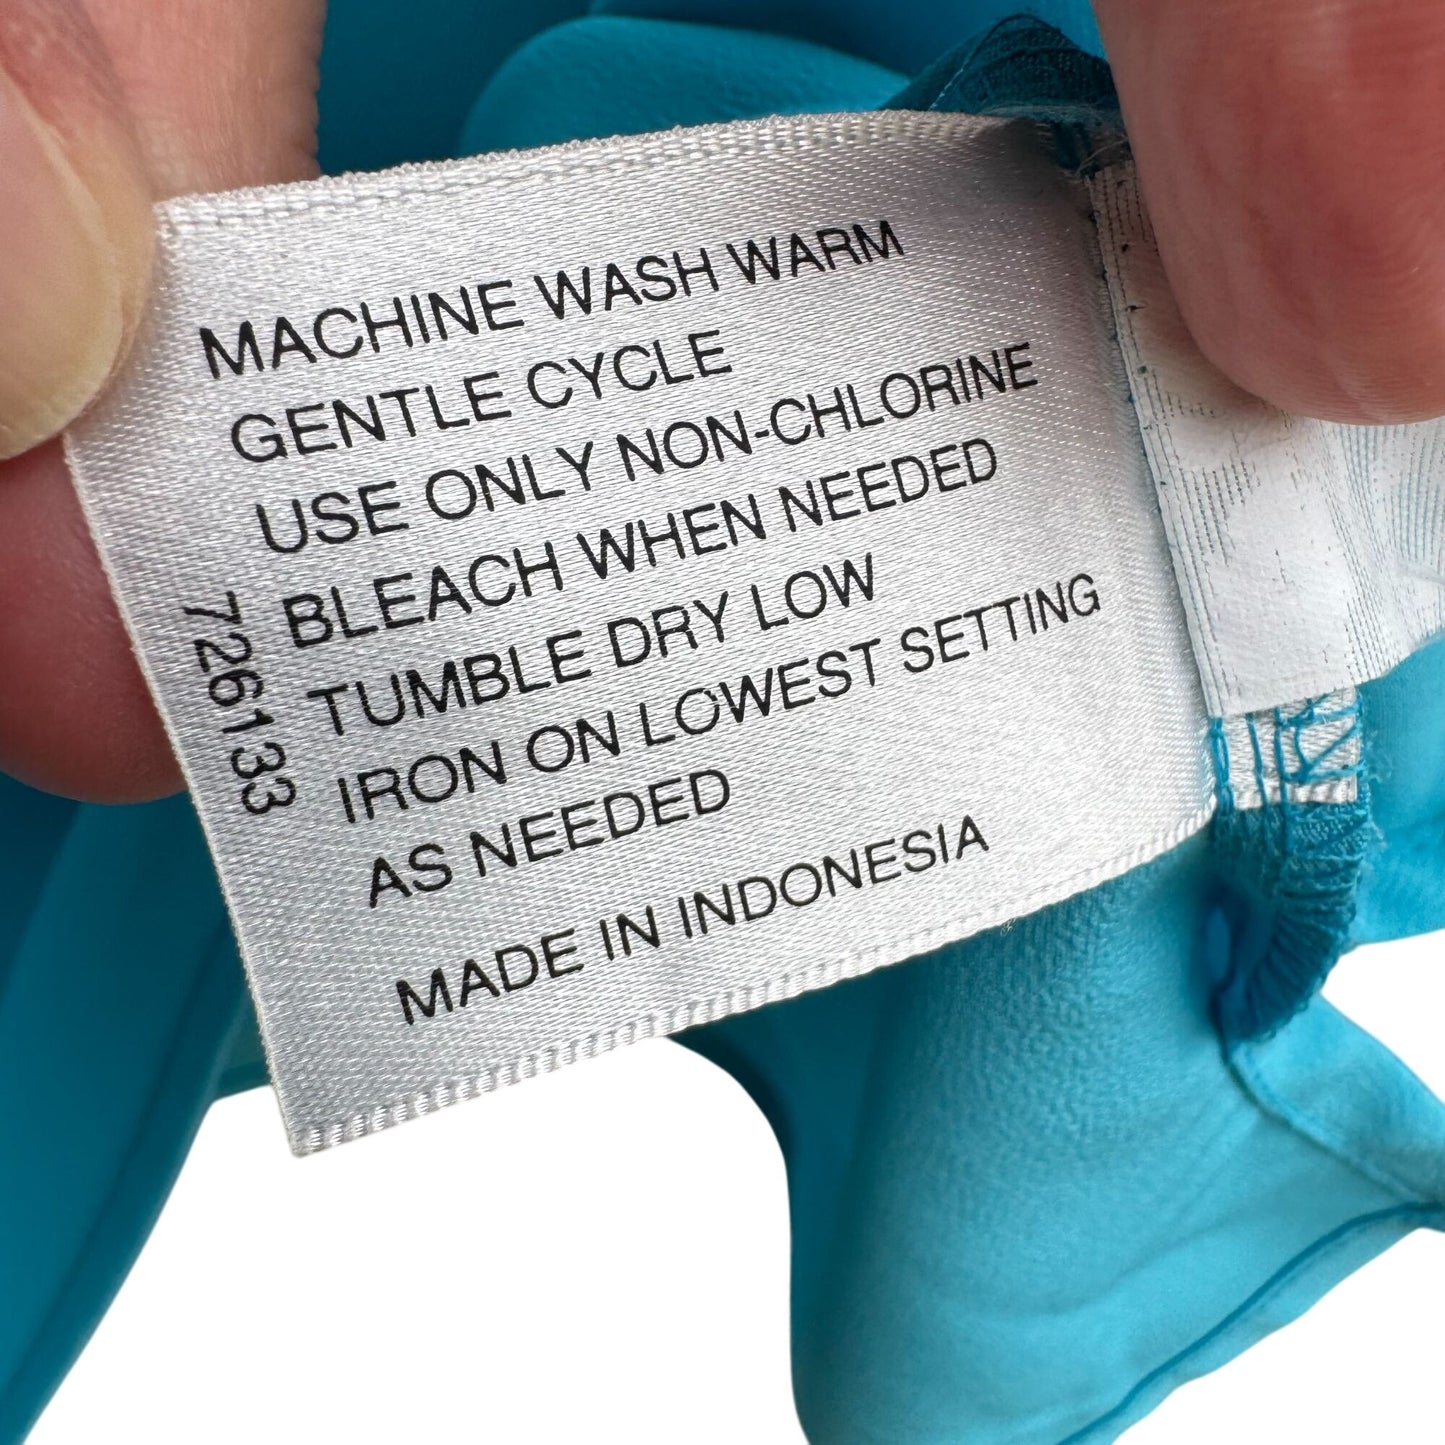 MACHINE WASH WARM
GENTLE CYCLE
USE ONLY NON-CHLORINE
BLEACH WHEN NEEDED
TUMBLE DRY LOW
IRON ON LOWEST SETTING
AS NEEDED
MADE IN INDONESIA
726133